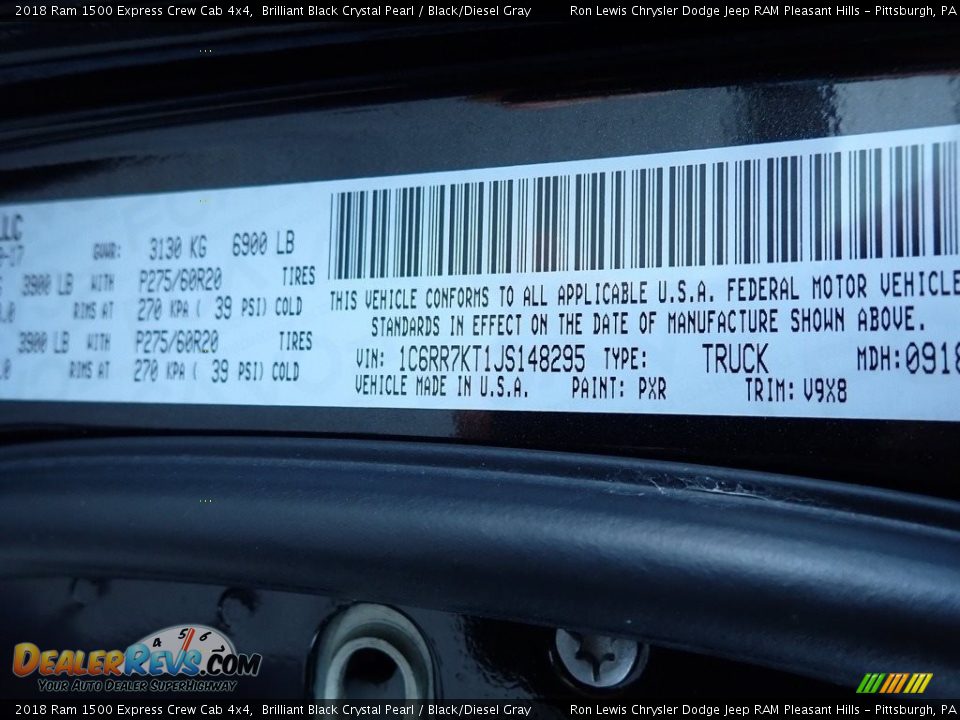 2018 Ram 1500 Express Crew Cab 4x4, Brilliant Black Crystal Pearl / Black/Diesel Gray Ron Lewis Chrysler Dodge Jeep RAM Pleasant Hills - Pittsburgh, PA
LLC
GVWR: 3130 KG 6900 LB
3900 LB WITH P275/60R20 TIRES
RIMS AT 270 KPA ( 39 PSI) COLD
3900 LB WITH P275/60R20 TIRES
RIMS AT 270 KPA ( 39 PSI) COLD
THIS VEHICLE CONFORMS TO ALL APPLICABLE U.S.A. FEDERAL MOTOR VEHICLE
STANDARDS IN EFFECT ON THE DATE OF MANUFACTURE SHOWN ABOVE.
VIN: 1C6RR7KT1JS148295 TYPE: TRUCK MDH:0918
VEHICLE MADE IN U.S.A. PAINT: PXR TRIM: V9X8
4 5 6
DealerRevs.com
Your Auto Dealer SuperHighway
2018 Ram 1500 Express Crew Cab 4x4, Brilliant Black Crystal Pearl / Black/Diesel Gray Ron Lewis Chrysler Dodge Jeep RAM Pleasant Hills - Pittsburgh, PA